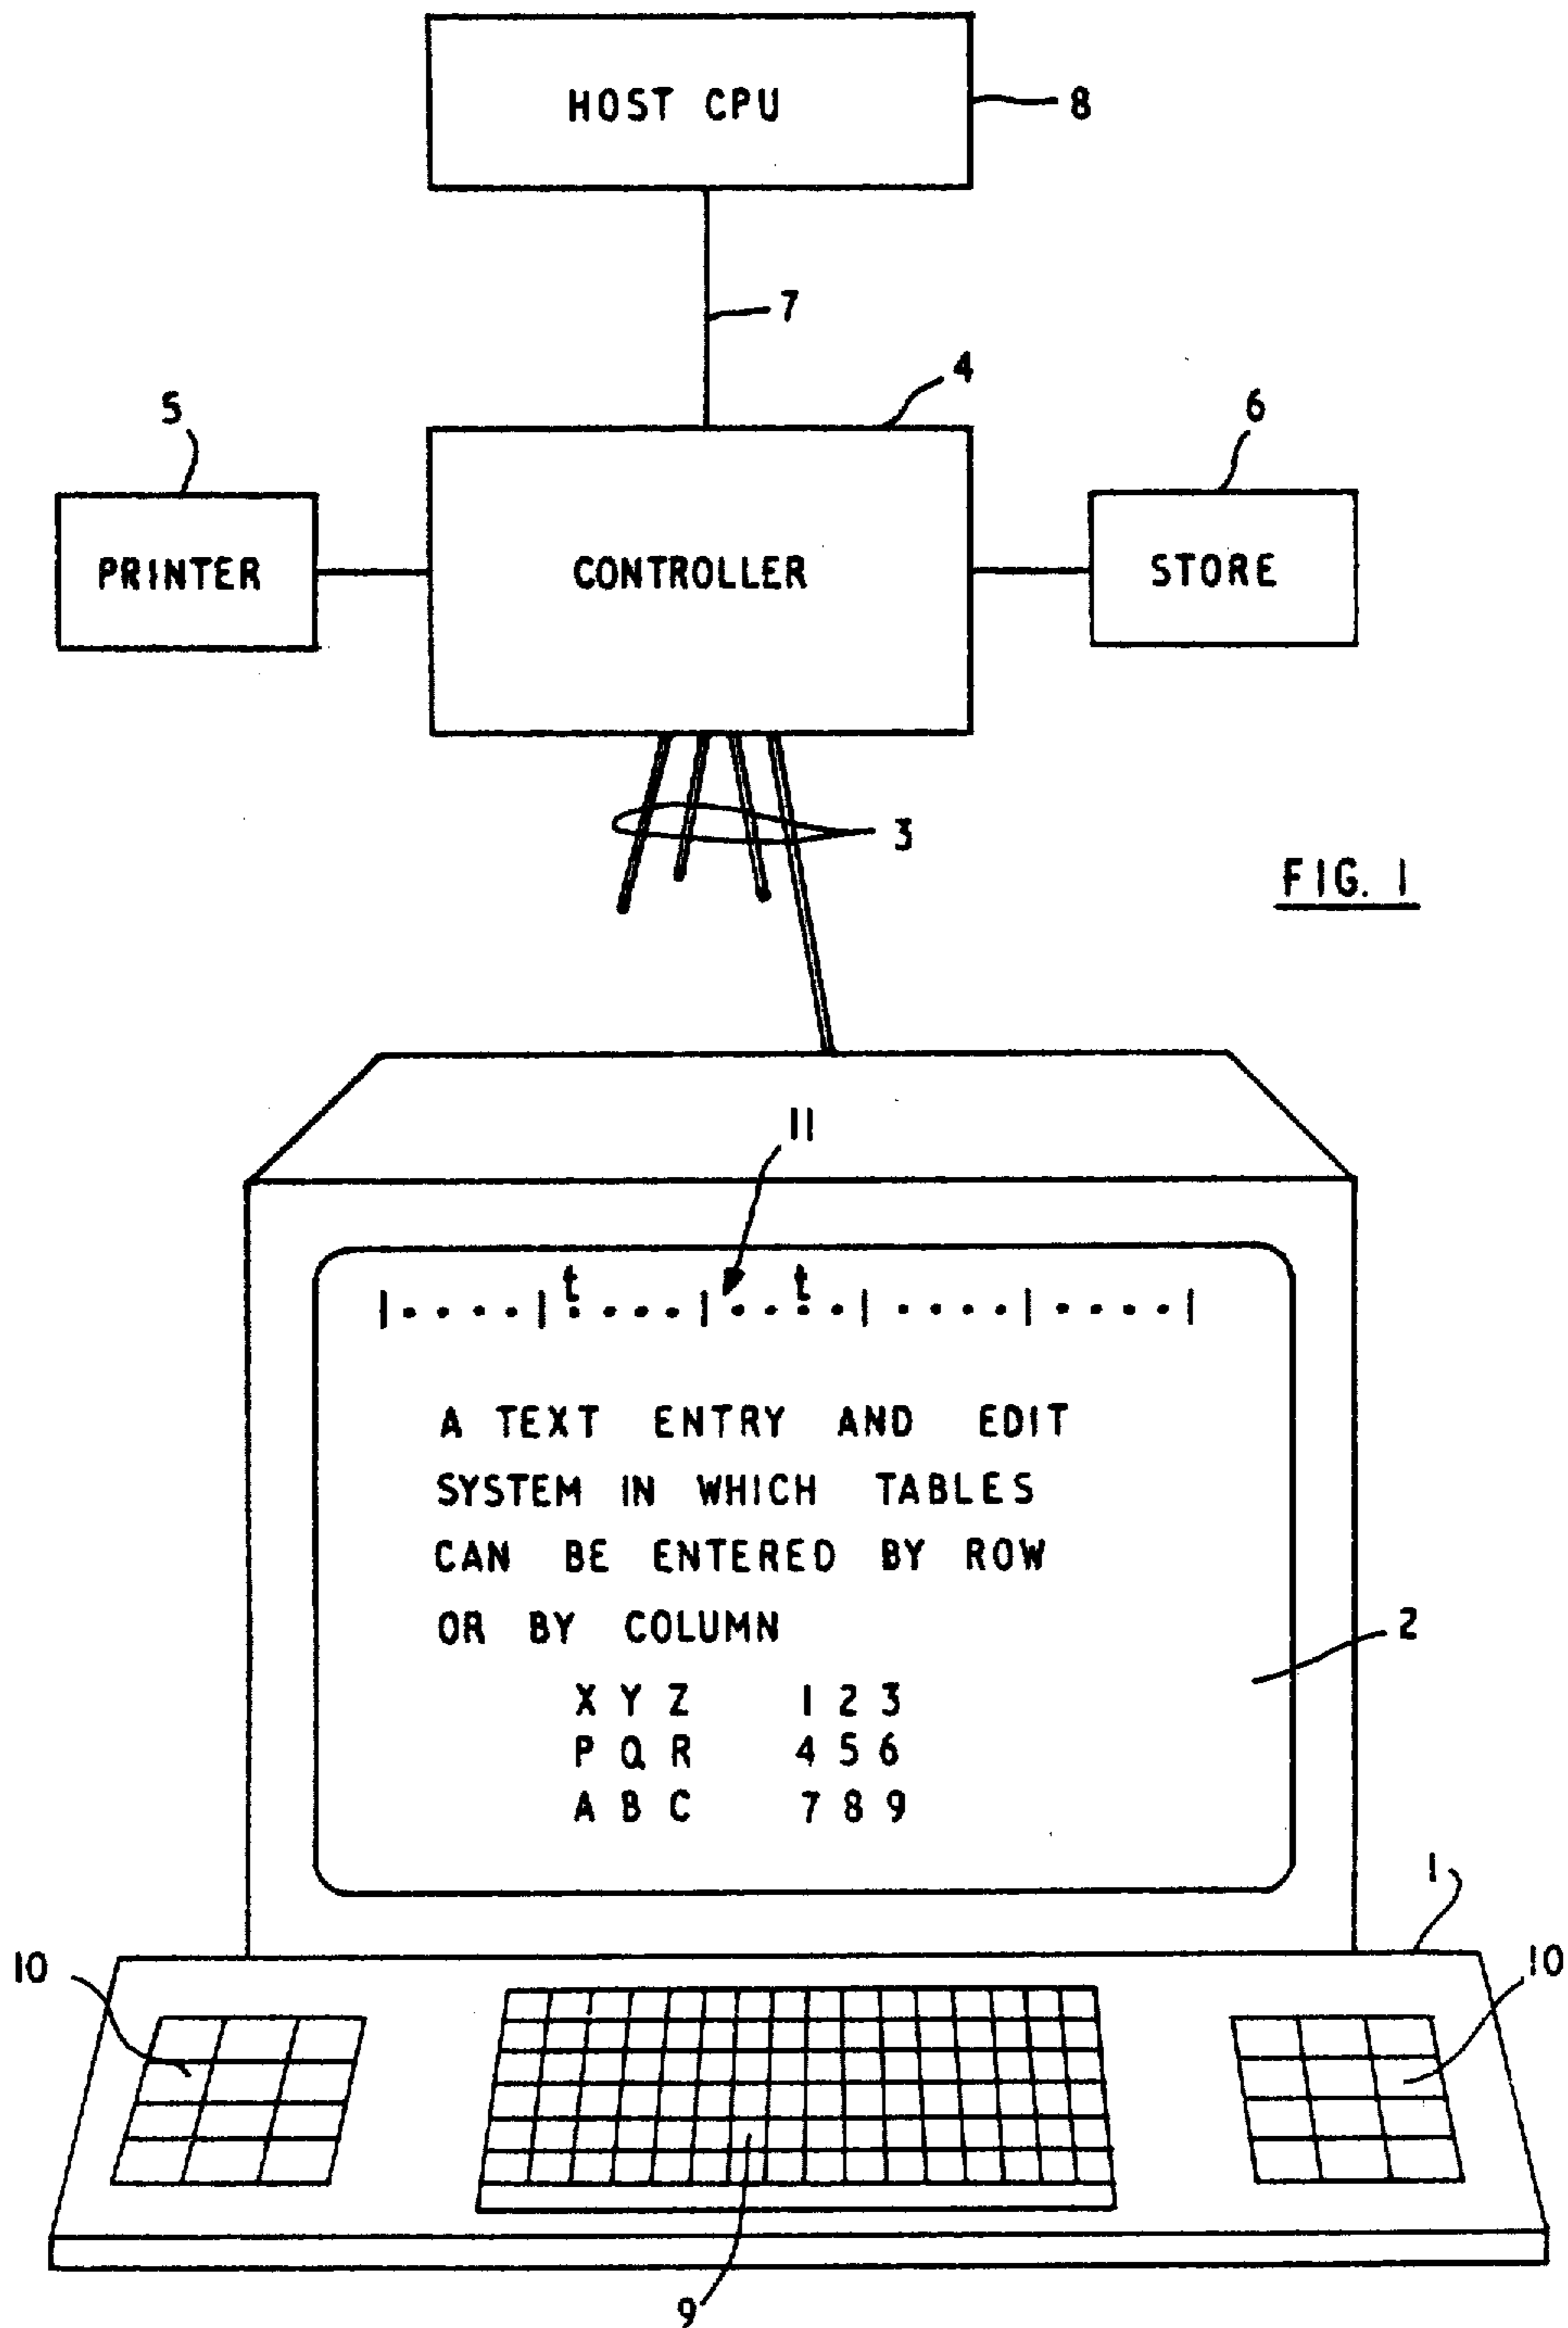 HOST CPU
8
7
4
5
6
PRINTER
CONTROLLER
STORE
3
FIG. 1
11
t t
|····|····|····|····|····|
A TEXT ENTRY AND EDIT
SYSTEM IN WHICH TABLES
CAN BE ENTERED BY ROW
OR BY COLUMN
2
X Y Z 1 2 3
P Q R 4 5 6
A B C 7 8 9
1
10
10
9